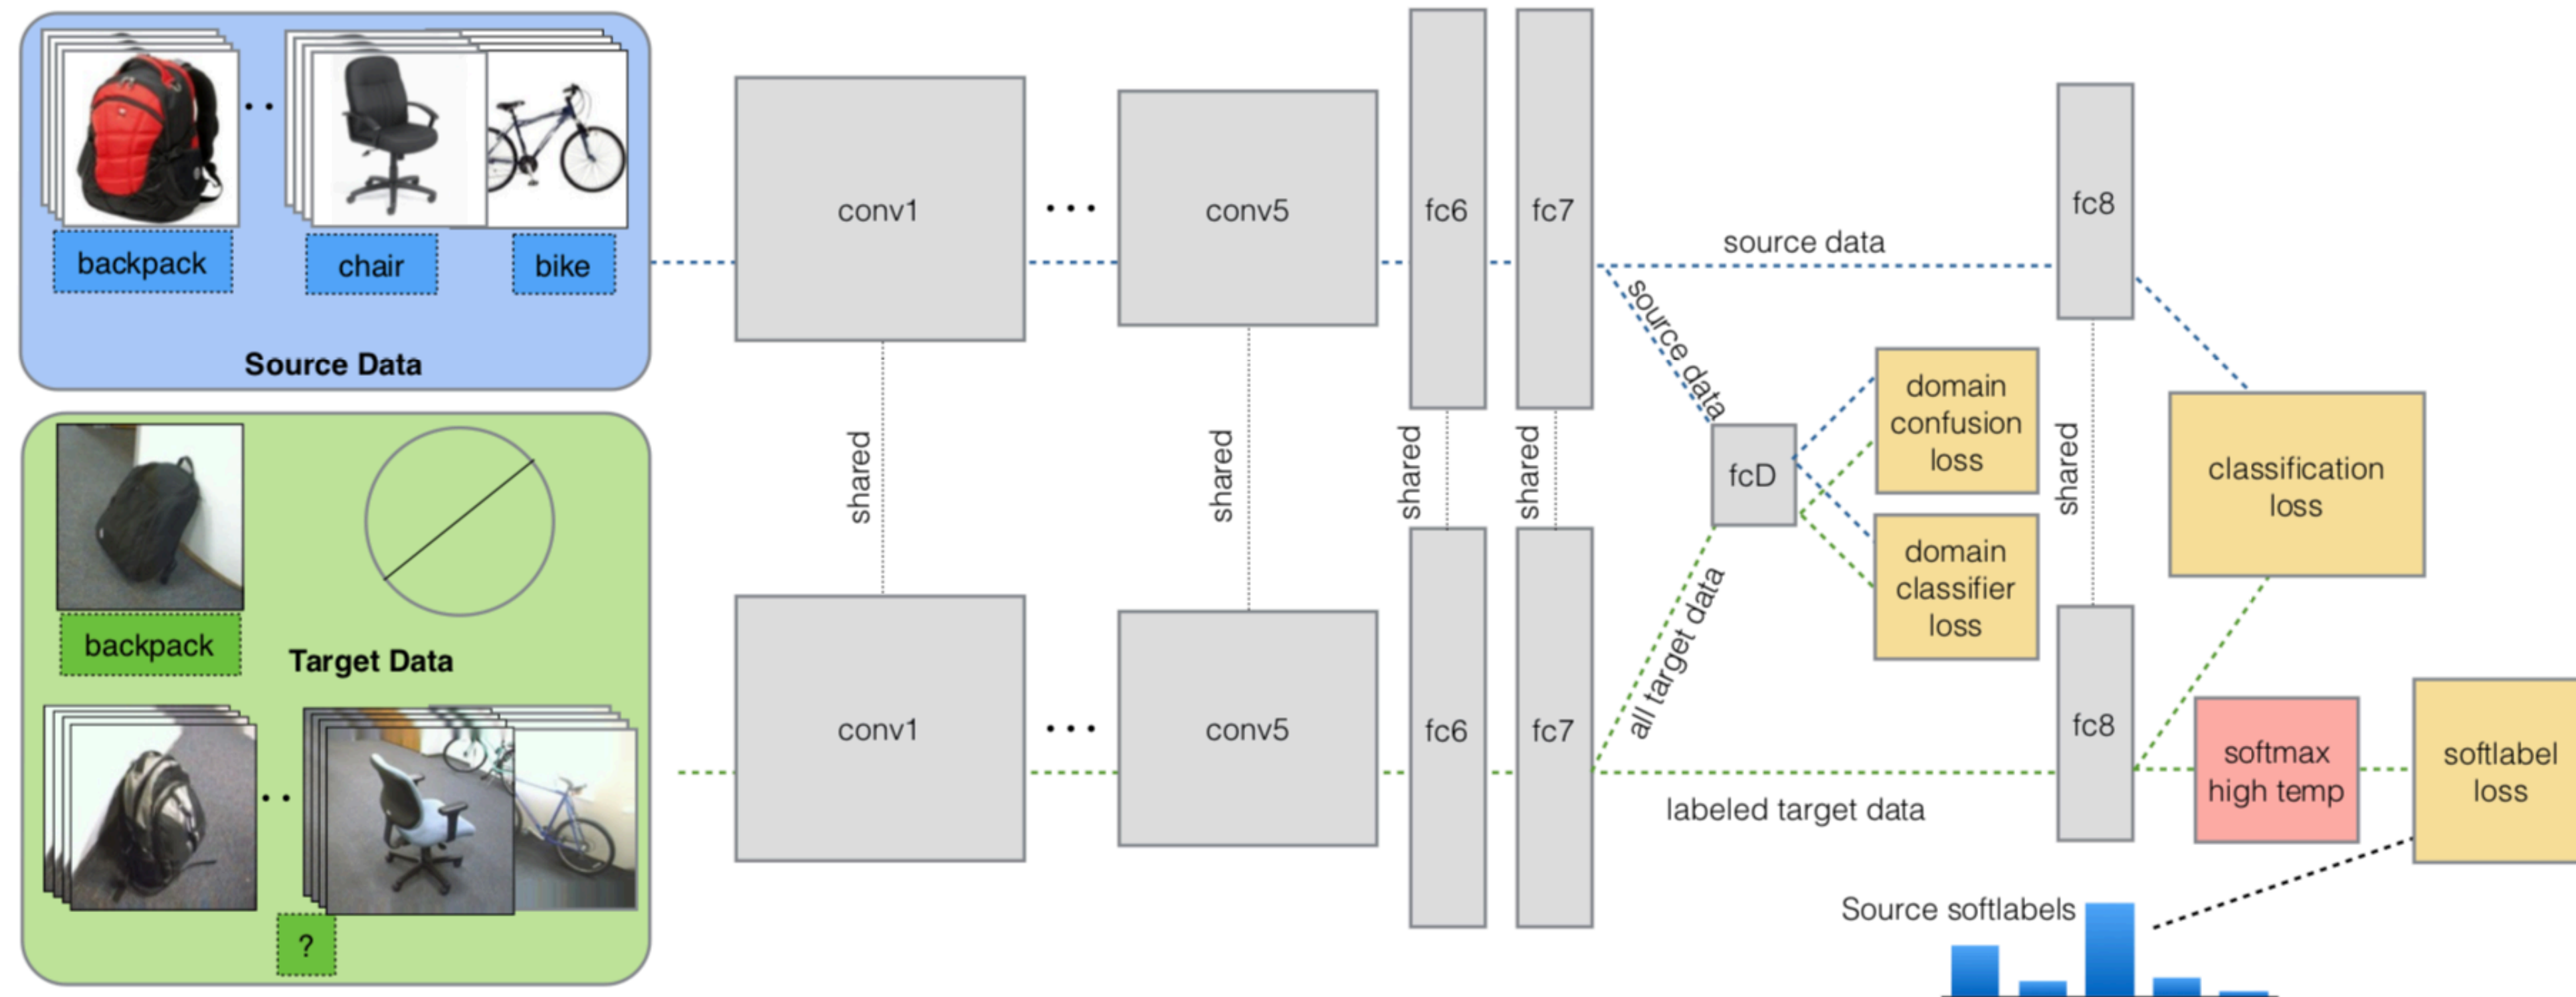 backpack
chair
bike
Source Data
backpack
Target Data
?
conv1
conv5
fc6
fc7
source data
source data
fc8
shared
shared
shared
shared
fcD
domain
confusion
loss
domain
classifier
loss
shared
classification
loss
conv1
conv5
fc6
fc7
all target data
labeled target data
fc8
softmax
high temp
softlabel
loss
Source softlabels